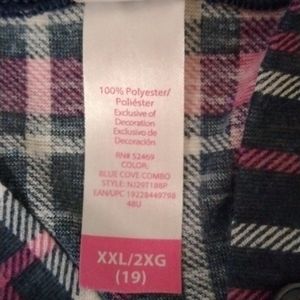 100% Polyester/
Poliéster
Exclusive of
Decoration
Exclusivo de
Decoración
RN# 52469
COLOR:
BLUE COVE COMBO
STYLE: NJ29T188P
EAN/UPC 19228449798
48U
XXL/2XG
(19)